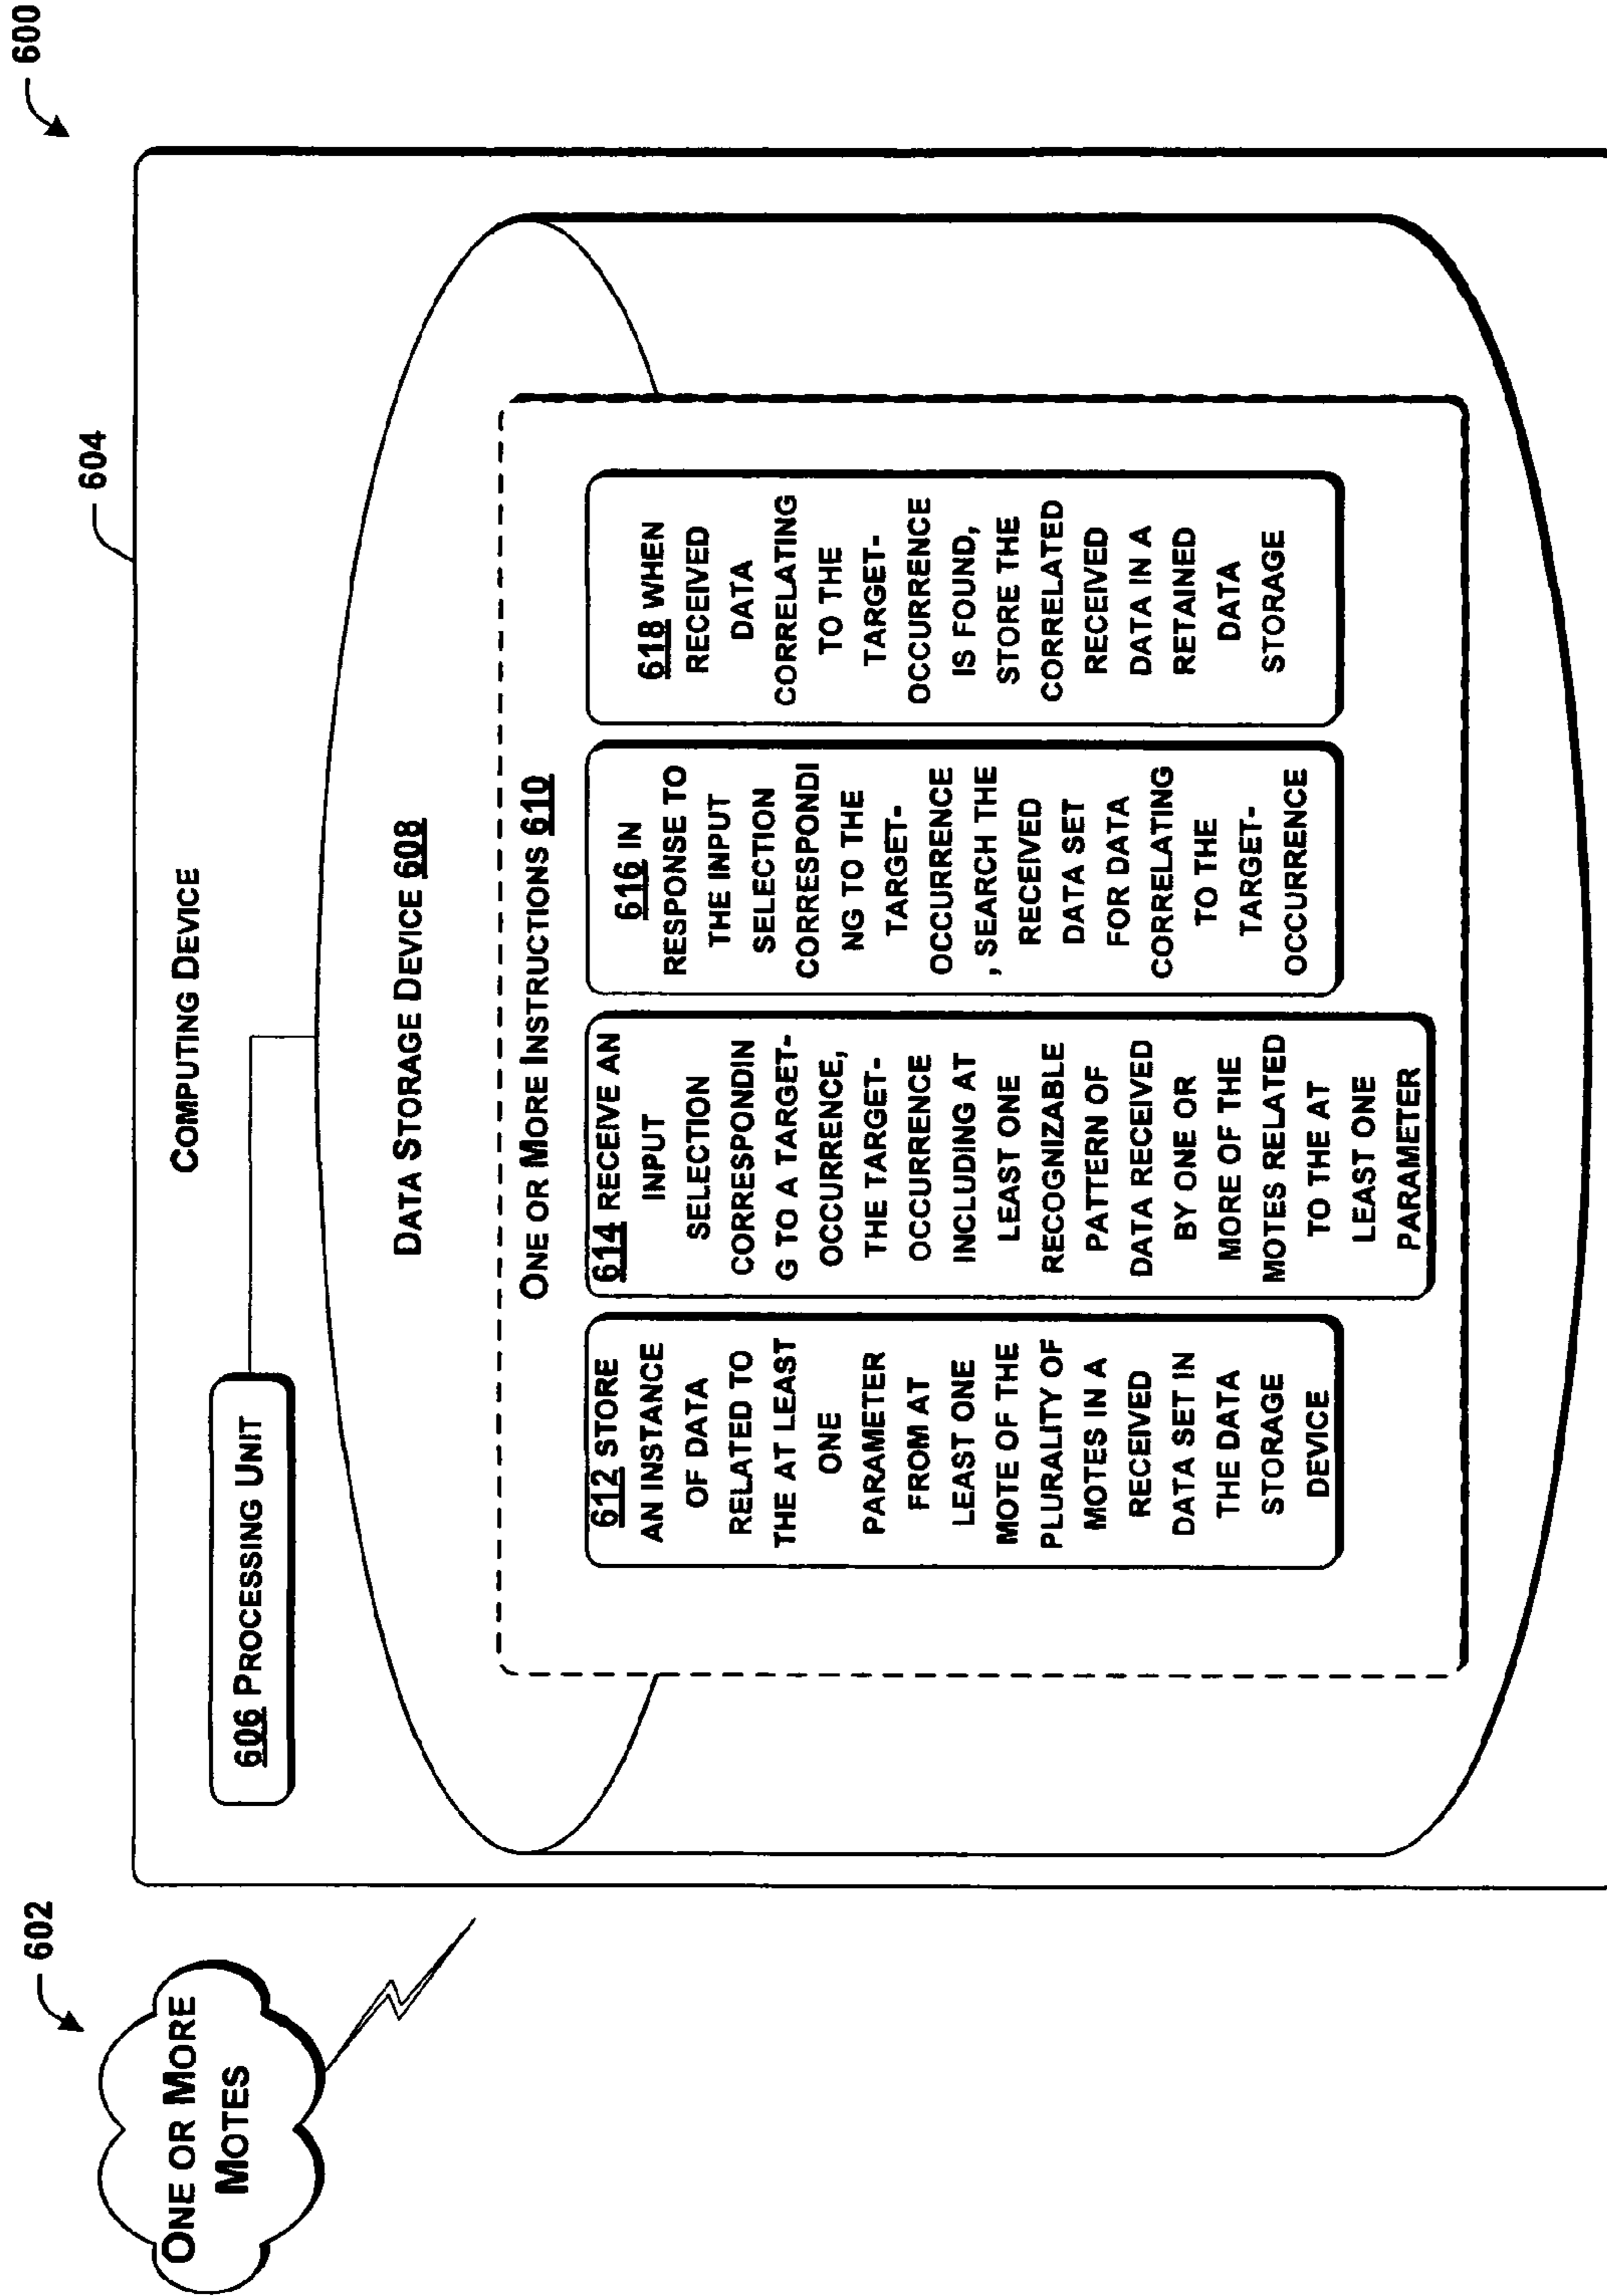 600
602
ONE OR MORE
MOTES
604
COMPUTING DEVICE
606 PROCESSING UNIT
DATA STORAGE DEVICE 608
ONE OR MORE INSTRUCTIONS 610
612 STORE
AN INSTANCE
OF DATA
RELATED TO
THE AT LEAST
ONE
PARAMETER
FROM AT
LEAST ONE
MOTE OF THE
PLURALITY OF
MOTES IN A
RECEIVED
DATA SET IN
THE DATA
STORAGE
DEVICE
614 RECEIVE AN
INPUT
SELECTION
CORRESPONDIN
G TO A TARGET-
OCCURRENCE,
THE TARGET-
OCCURRENCE
INCLUDING AT
LEAST ONE
RECOGNIZABLE
PATTERN OF
DATA RECEIVED
BY ONE OR
MORE OF THE
MOTES RELATED
TO THE AT
LEAST ONE
PARAMETER
616 IN
RESPONSE TO
THE INPUT
SELECTION
CORRESPONDI
NG TO THE
TARGET-
OCCURRENCE
, SEARCH THE
RECEIVED
DATA SET
FOR DATA
CORRELATING
TO THE
TARGET-
OCCURRENCE
618 WHEN
RECEIVED
DATA
CORRELATING
TO THE
TARGET-
OCCURRENCE
IS FOUND,
STORE THE
CORRELATED
RECEIVED
DATA IN A
RETAINED
DATA
STORAGE